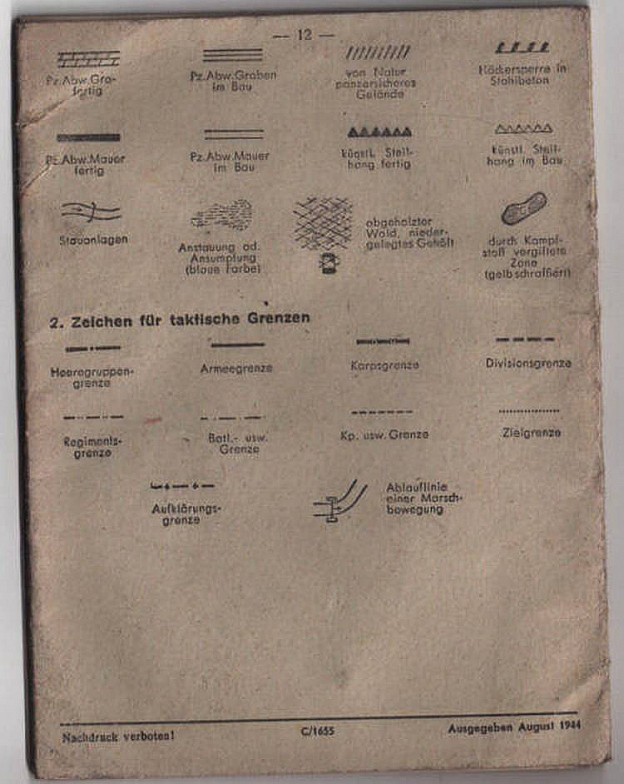 — 12 —
Pz.Abw.Gra-
fertig
Pz.Abw.Graben
im Bau
von Natur
panzersicheres
Gelände
Höckersperre in
Stahlbeton
Pz.Abw.Mauer
fertig
Pz.Abw.Mauer
im Bau
künstl. Steil-
hang fertig
künstl. Steil-
hang im Bau
Stauanlagen
Anstauung od.
Ansumpfung
(blaue Farbe)
abgeholzter
Wald, nieder-
gelegtes Gehölt
durch Kampf-
stoff vergiftete
Zone
(gelb schraffiert)
2. Zeichen für taktische Grenzen
Heeresgruppen-
grenze
Armeegrenze
Korpsgrenze
Divisionsgrenze
Regiments-
grenze
Batl.- usw.
Grenze
Kp. usw. Grenze
Zielgrenze
Aufklärungs-
grenze
Ablauflinie
einer Marsch-
bewegung
Nachdruck verboten!
C/1655
Ausgegeben August 1944